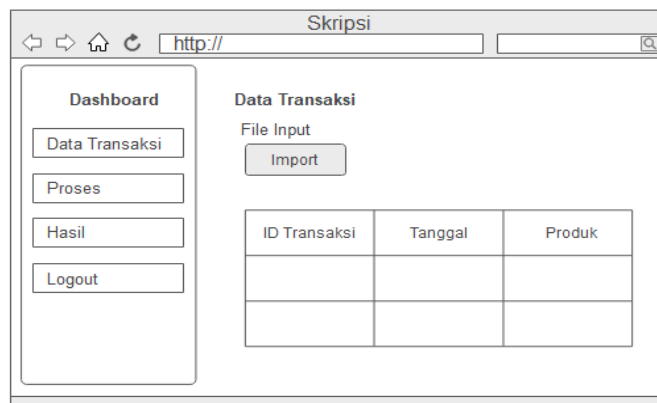 Skripsi
http://
Dashboard
Data Transaksi
Proses
Hasil
Logout
Data Transaksi
File Input
Import
ID Transaksi Tanggal Produk